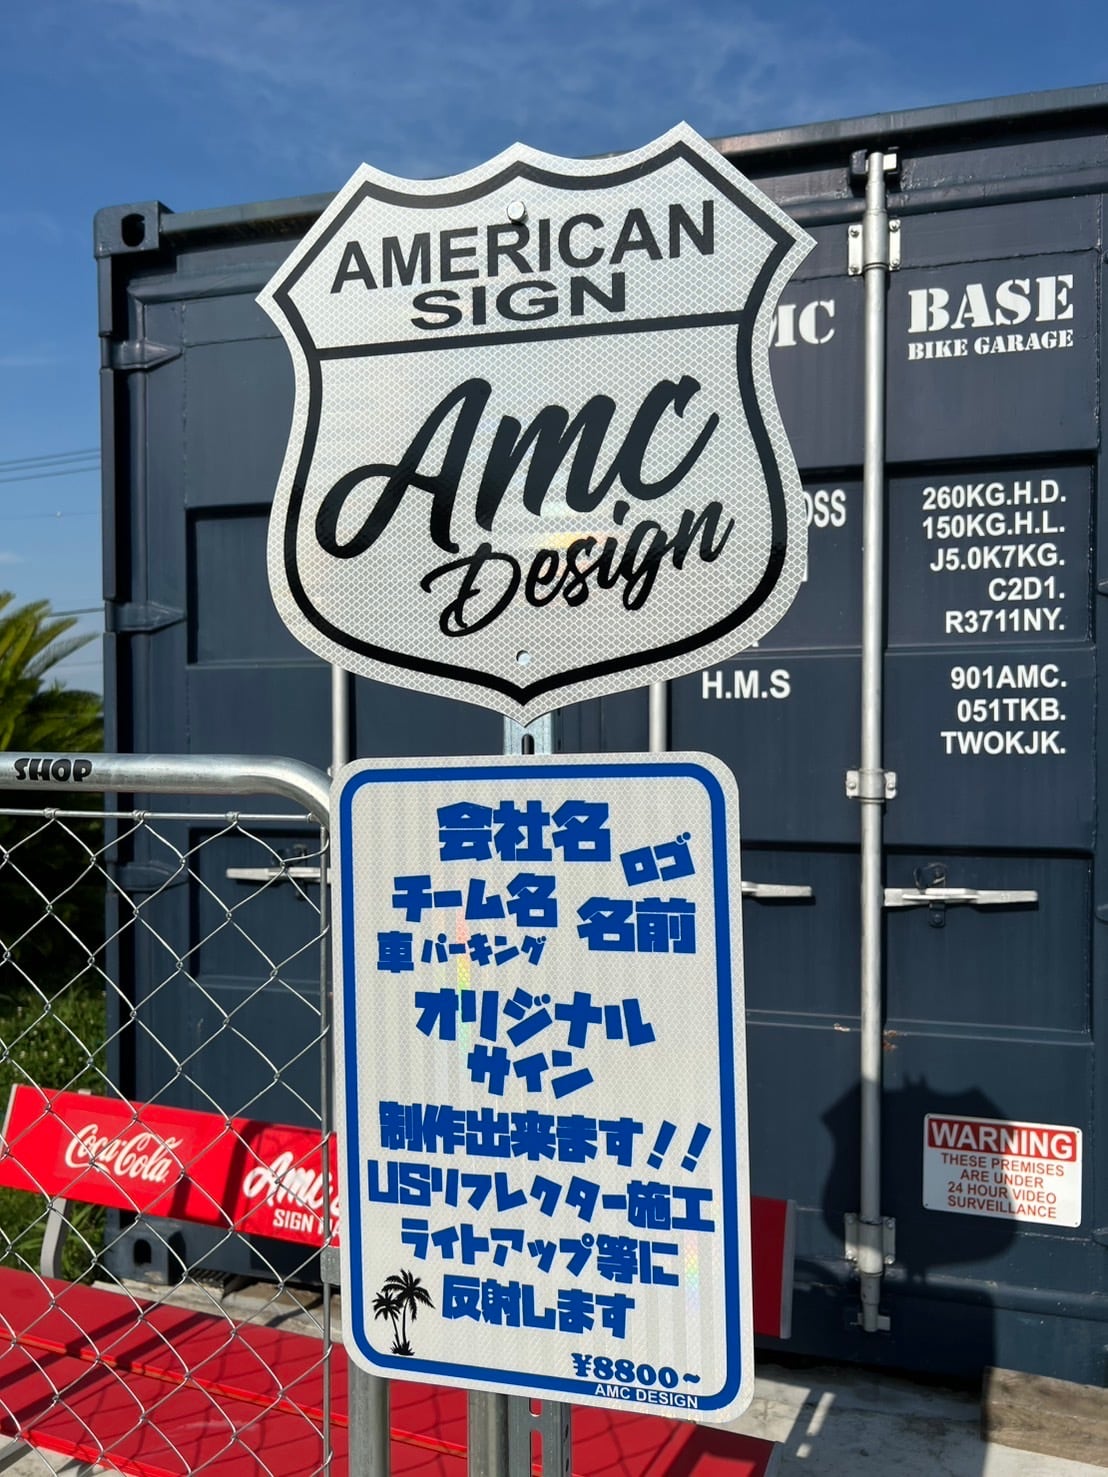 AMERICAN
SIGN
Amc
Design
BASE
BIKE GARAGE
260KG.H.D.
150KG.H.L.
J5.0K7KG.
C2D1.
R3711NY.
H.M.S
901AMC.
051TKB.
TWOKJK.
SHOP
会社名
ロゴ
チーム名
名前
車 パーキング
オリジナル
サイン
制作出来ます!!
USリフレクター施工
ライトアップ等に
反射します
¥8800~
AMC DESIGN
Coca-Cola
SIGN
WARNING
THESE PREMISES
ARE UNDER
24 HOUR VIDEO
SURVEILLANCE